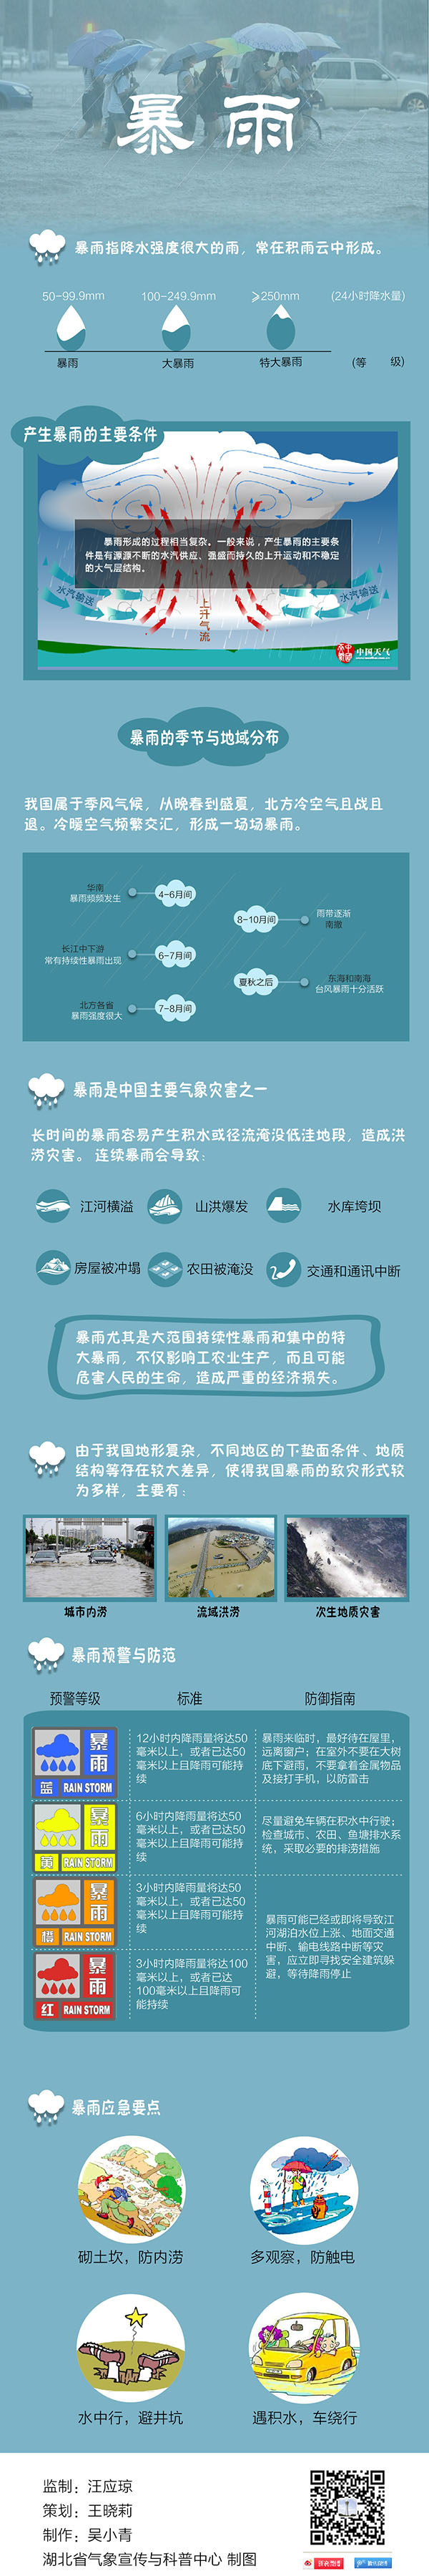 暴雨
暴雨指降水强度很大的雨，常在积雨云中形成。
50-99.9mm 100-249.9mm ≥250mm (24小时降水量)
暴雨 大暴雨 特大暴雨 (等 级)
产生暴雨的主要条件
暴雨形成的过程相当复杂。一般来说，产生暴雨的主要条
件是有源源不断的水汽供应、强盛而持久的上升运动和不稳定
的大气层结构。
水汽输送
上升气流
水汽输送
中国天气
暴雨的季节与地域分布
我国属于季风气候，从晚春到盛夏，北方冷空气且战且
退。冷暖空气频繁交汇，形成一场场暴雨。
华南
暴雨频频发生
4-6月间
8-10月间
雨带逐渐
南撤
长江中下游
常有持续性暴雨出现
6-7月间
夏秋之后
东海和南海
台风暴雨十分活跃
北方各省
暴雨强度很大
7-8月间
暴雨是中国主要气象灾害之一
长时间的暴雨容易产生积水或径流淹没低洼地段，造成洪
涝灾害。 连续暴雨会导致：
江河横溢 山洪爆发 水库垮坝
房屋被冲塌 农田被淹没 交通和通讯中断
暴雨尤其是大范围持续性暴雨和集中的特
大暴雨，不仅影响工农业生产，而且可能
危害人民的生命，造成严重的经济损失。
由于我国地形复杂，不同地区的下垫面条件、地质
结构等存在较大差异，使得我国暴雨的致灾形式较
为多样，主要有：
城市内涝 流域洪涝 次生地质灾害
暴雨预警与防范
预警等级 标准 防御指南
暴雨
蓝 RAIN STORM
12小时内降雨量将达50
毫米以上，或者已达50
毫米以上且降雨可能持
续
暴雨来临时，最好待在屋里，
远离窗户；在室外不要在大树
底下避雨，不要拿着金属物品
及接打手机，以防雷击
暴雨
黄 RAIN STORM
6小时内降雨量将达50
毫米以上，或者已达50
毫米以上且降雨可能持
续
尽量避免车辆在积水中行驶；
检查城市、农田、鱼塘排水系
统，采取必要的排涝措施
暴雨
橙 RAIN STORM
3小时内降雨量将达50
毫米以上，或者已达50
毫米以上且降雨可能持
续
暴雨可能已经或即将导致江
河湖泊水位上涨、地面交通
中断、输电线路中断等灾
害，应立即寻找安全建筑躲
避，等待降雨停止
暴雨
红 RAIN STORM
3小时内降雨量将达100
毫米以上，或者已达
100毫米以上且降雨可
能持续
暴雨应急要点
砌土坎，防内涝 多观察，防触电
水中行，避井坑 遇积水，车绕行
监制：汪应琼
策划：王晓莉
制作：吴小青
湖北省气象宣传与科普中心 制图